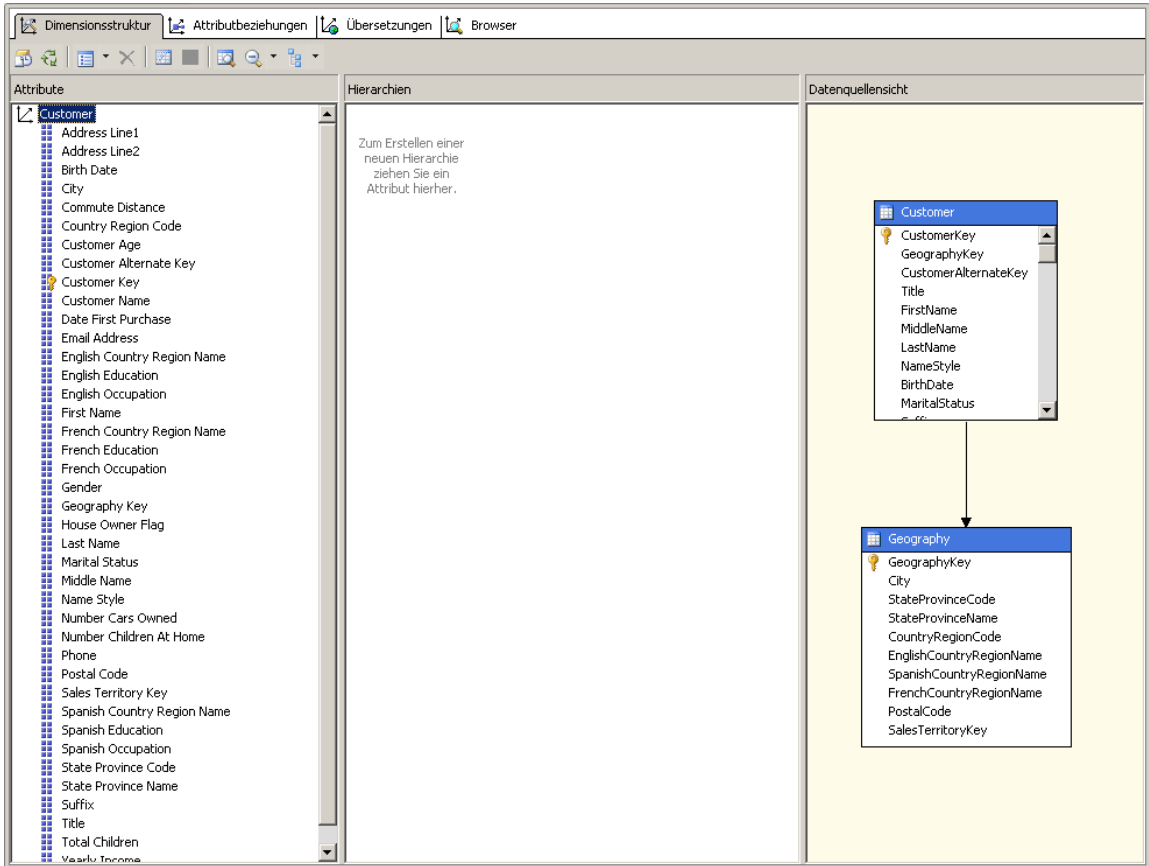 Dimensionsstruktur Attributbeziehungen Übersetzungen Browser
Attribute
Customer
Address Line1
Address Line2
Birth Date
City
Commute Distance
Country Region Code
Customer Age
Customer Alternate Key
Customer Key
Customer Name
Date First Purchase
Email Address
English Country Region Name
English Education
English Occupation
First Name
French Country Region Name
French Education
French Occupation
Gender
Geography Key
House Owner Flag
Last Name
Marital Status
Middle Name
Name Style
Number Cars Owned
Number Children At Home
Phone
Postal Code
Sales Territory Key
Spanish Country Region Name
Spanish Education
Spanish Occupation
State Province Code
State Province Name
Suffix
Title
Total Children
Yearly Income
Hierarchien
Zum Erstellen einer
neuen Hierarchie
ziehen Sie ein
Attribut hierher.
Datenquellensicht
Customer
CustomerKey
GeographyKey
CustomerAlternateKey
Title
FirstName
MiddleName
LastName
NameStyle
BirthDate
MaritalStatus
Geography
GeographyKey
City
StateProvinceCode
StateProvinceName
CountryRegionCode
EnglishCountryRegionName
SpanishCountryRegionName
FrenchCountryRegionName
PostalCode
SalesTerritoryKey